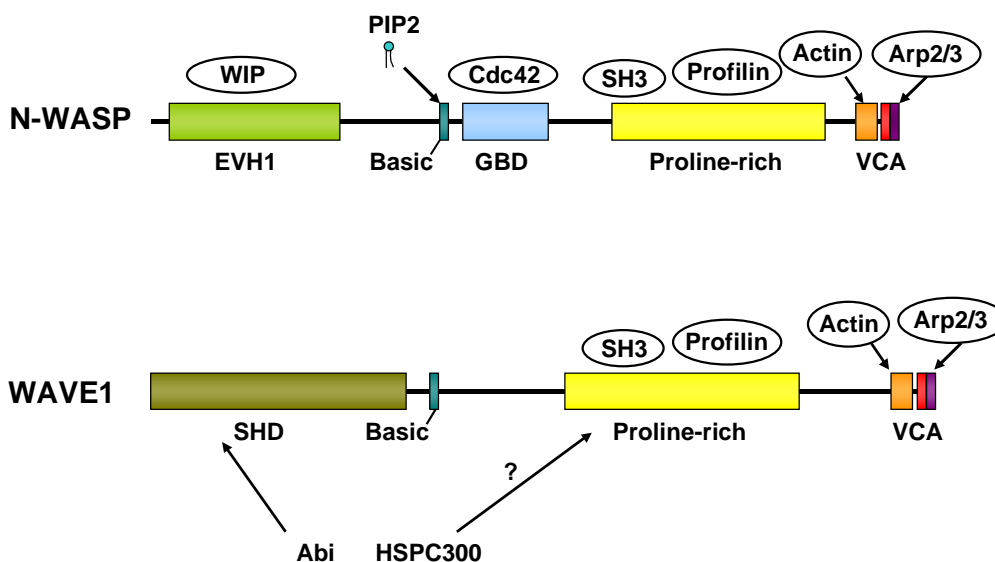 PIP2
WIP
Cdc42
SH3
Profilin
Actin
Arp2/3
N-WASP
EVH1
Basic
GBD
Proline-rich
VCA
SH3
Profilin
Actin
Arp2/3
WAVE1
SHD
Basic
Proline-rich
VCA
?
Abi
HSPC300